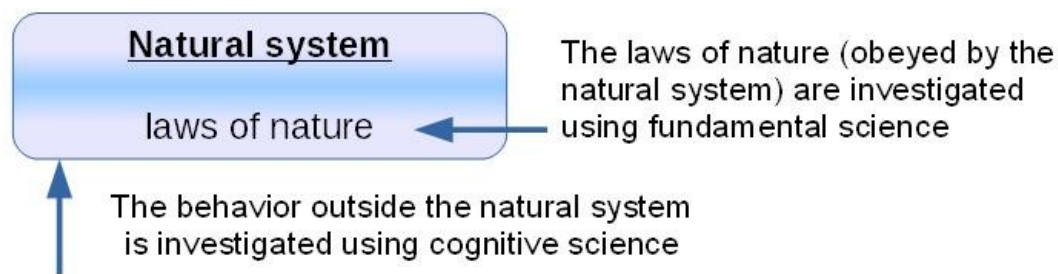 Natural system
laws of nature
The laws of nature (obeyed by the
natural system) are investigated
using fundamental science
The behavior outside the natural system
is investigated using cognitive science